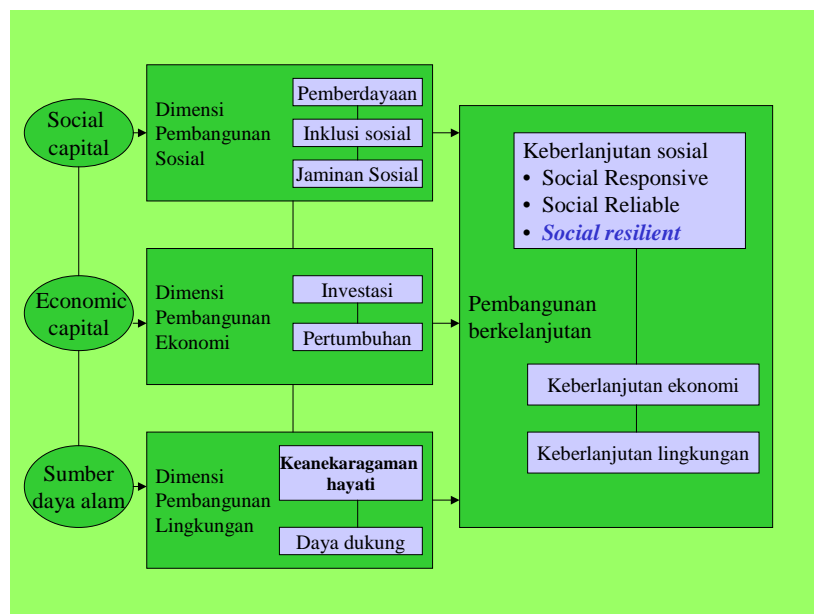 Social
capital
Dimensi
Pembangunan
Sosial
Pemberdayaan
Inklusi sosial
Jaminan Sosial
Economic
capital
Dimensi
Pembangunan
Ekonomi
Investasi
Pertumbuhan
Sumber
daya alam
Dimensi
Pembangunan
Lingkungan
Keanekaragaman
hayati
Daya dukung
Pembangunan
berkelanjutan
Keberlanjutan sosial
• Social Responsive
• Social Reliable
• Social resilient
Keberlanjutan ekonomi
Keberlanjutan lingkungan